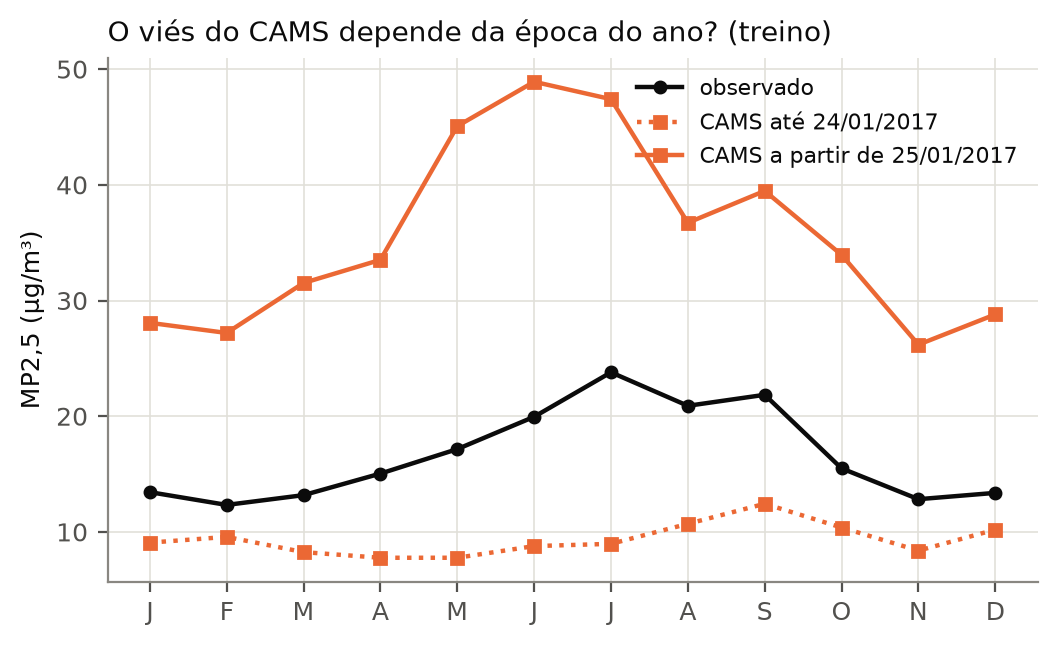 O viés do CAMS depende da época do ano? (treino)
observado
CAMS até 24/01/2017
CAMS a partir de 25/01/2017
MP2,5 (µg/m³)
50
40
30
20
10
J F M A M J J A S O N D